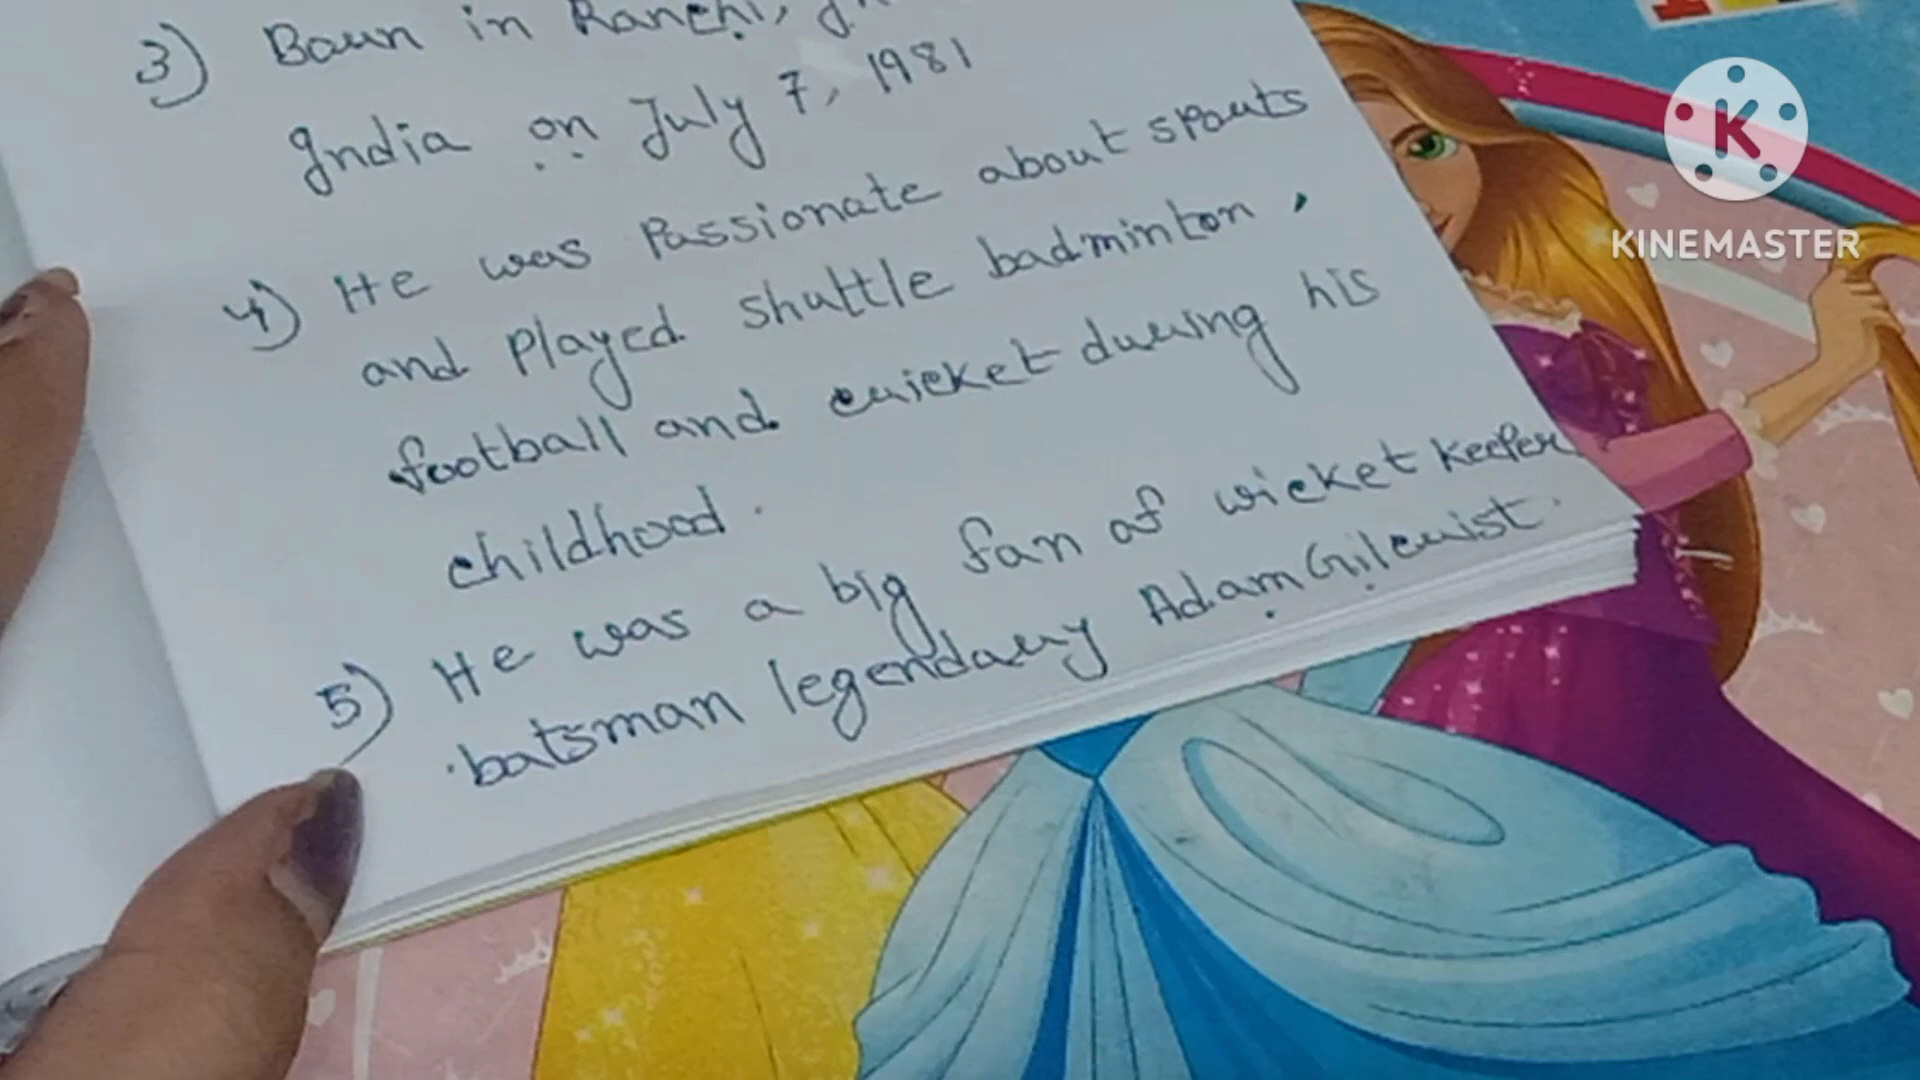 3) Born in Ranchi,
India on July 7, 1981
4) He was Passionate about sports
and Played shuttle badminton,
football and cricket during his
childhood.
5) He was a big fan of wicket keeper
batsman legendary Adam Gilcrist.
K
KINEMASTER